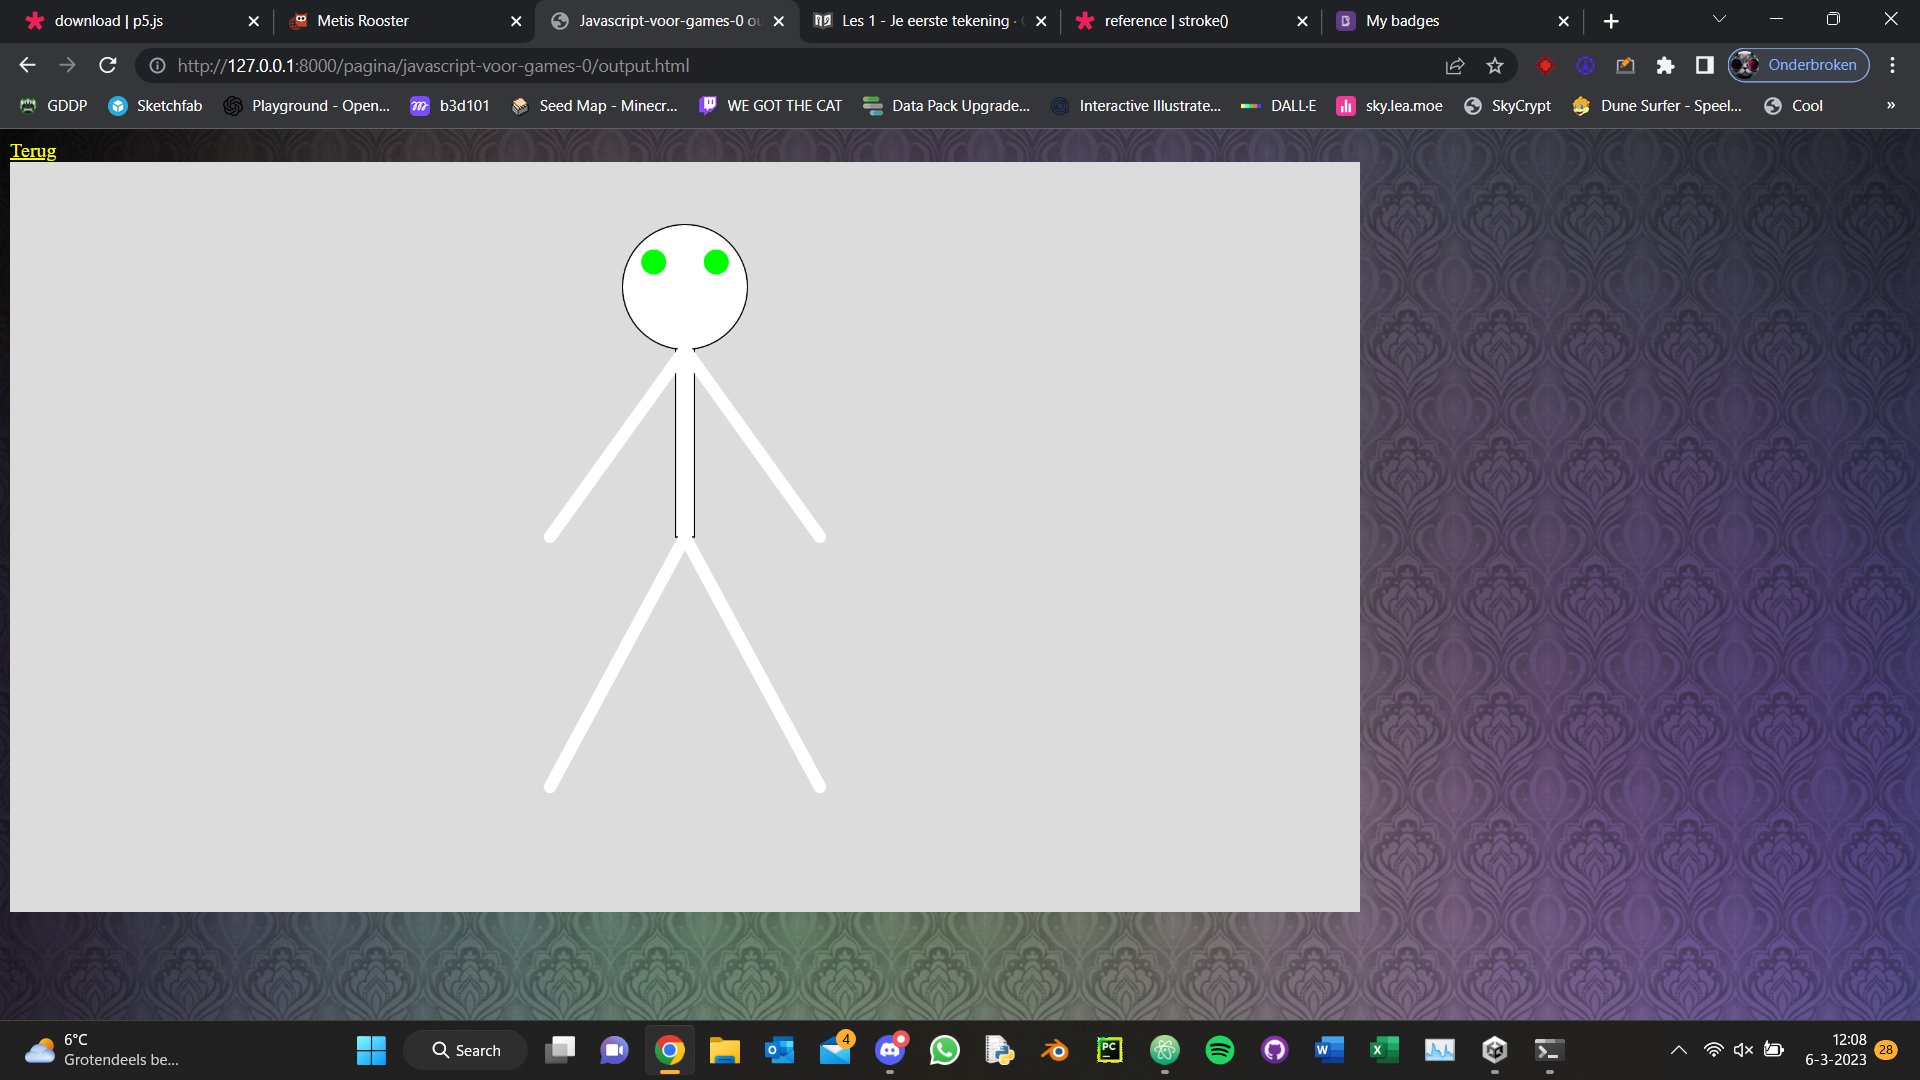 download | p5.js
Metis Rooster
Javascript-voor-games-0 ou
Les 1 - Je eerste tekening ·
reference | stroke()
My badges
http://127.0.0.1:8000/pagina/javascript-voor-games-0/output.html
Onderbroken
GDDP
Sketchfab
Playground - Open...
b3d101
Seed Map - Minecr...
WE GOT THE CAT
Data Pack Upgrade...
Interactive Illustrate...
DALL·E
sky.lea.moe
SkyCrypt
Dune Surfer - Speel...
Cool
»
Terug
6°C
Grotendeels be...
Search
4
PC
12:08
6-3-2023
28